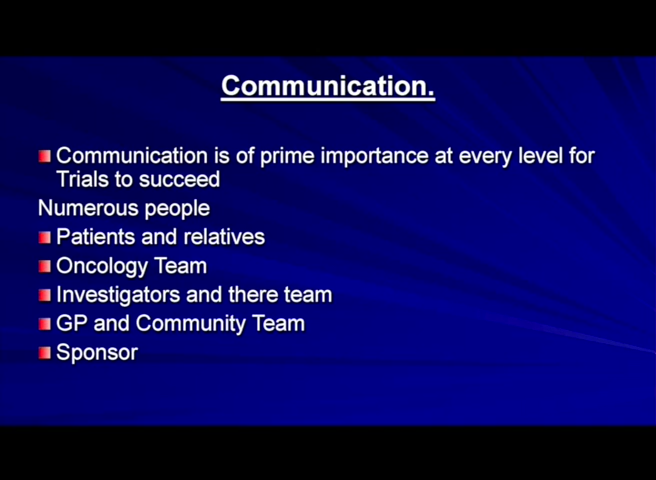 Communication.
Communication is of prime importance at every level for
Trials to succeed
Numerous people
Patients and relatives
Oncology Team
Investigators and there team
GP and Community Team
Sponsor